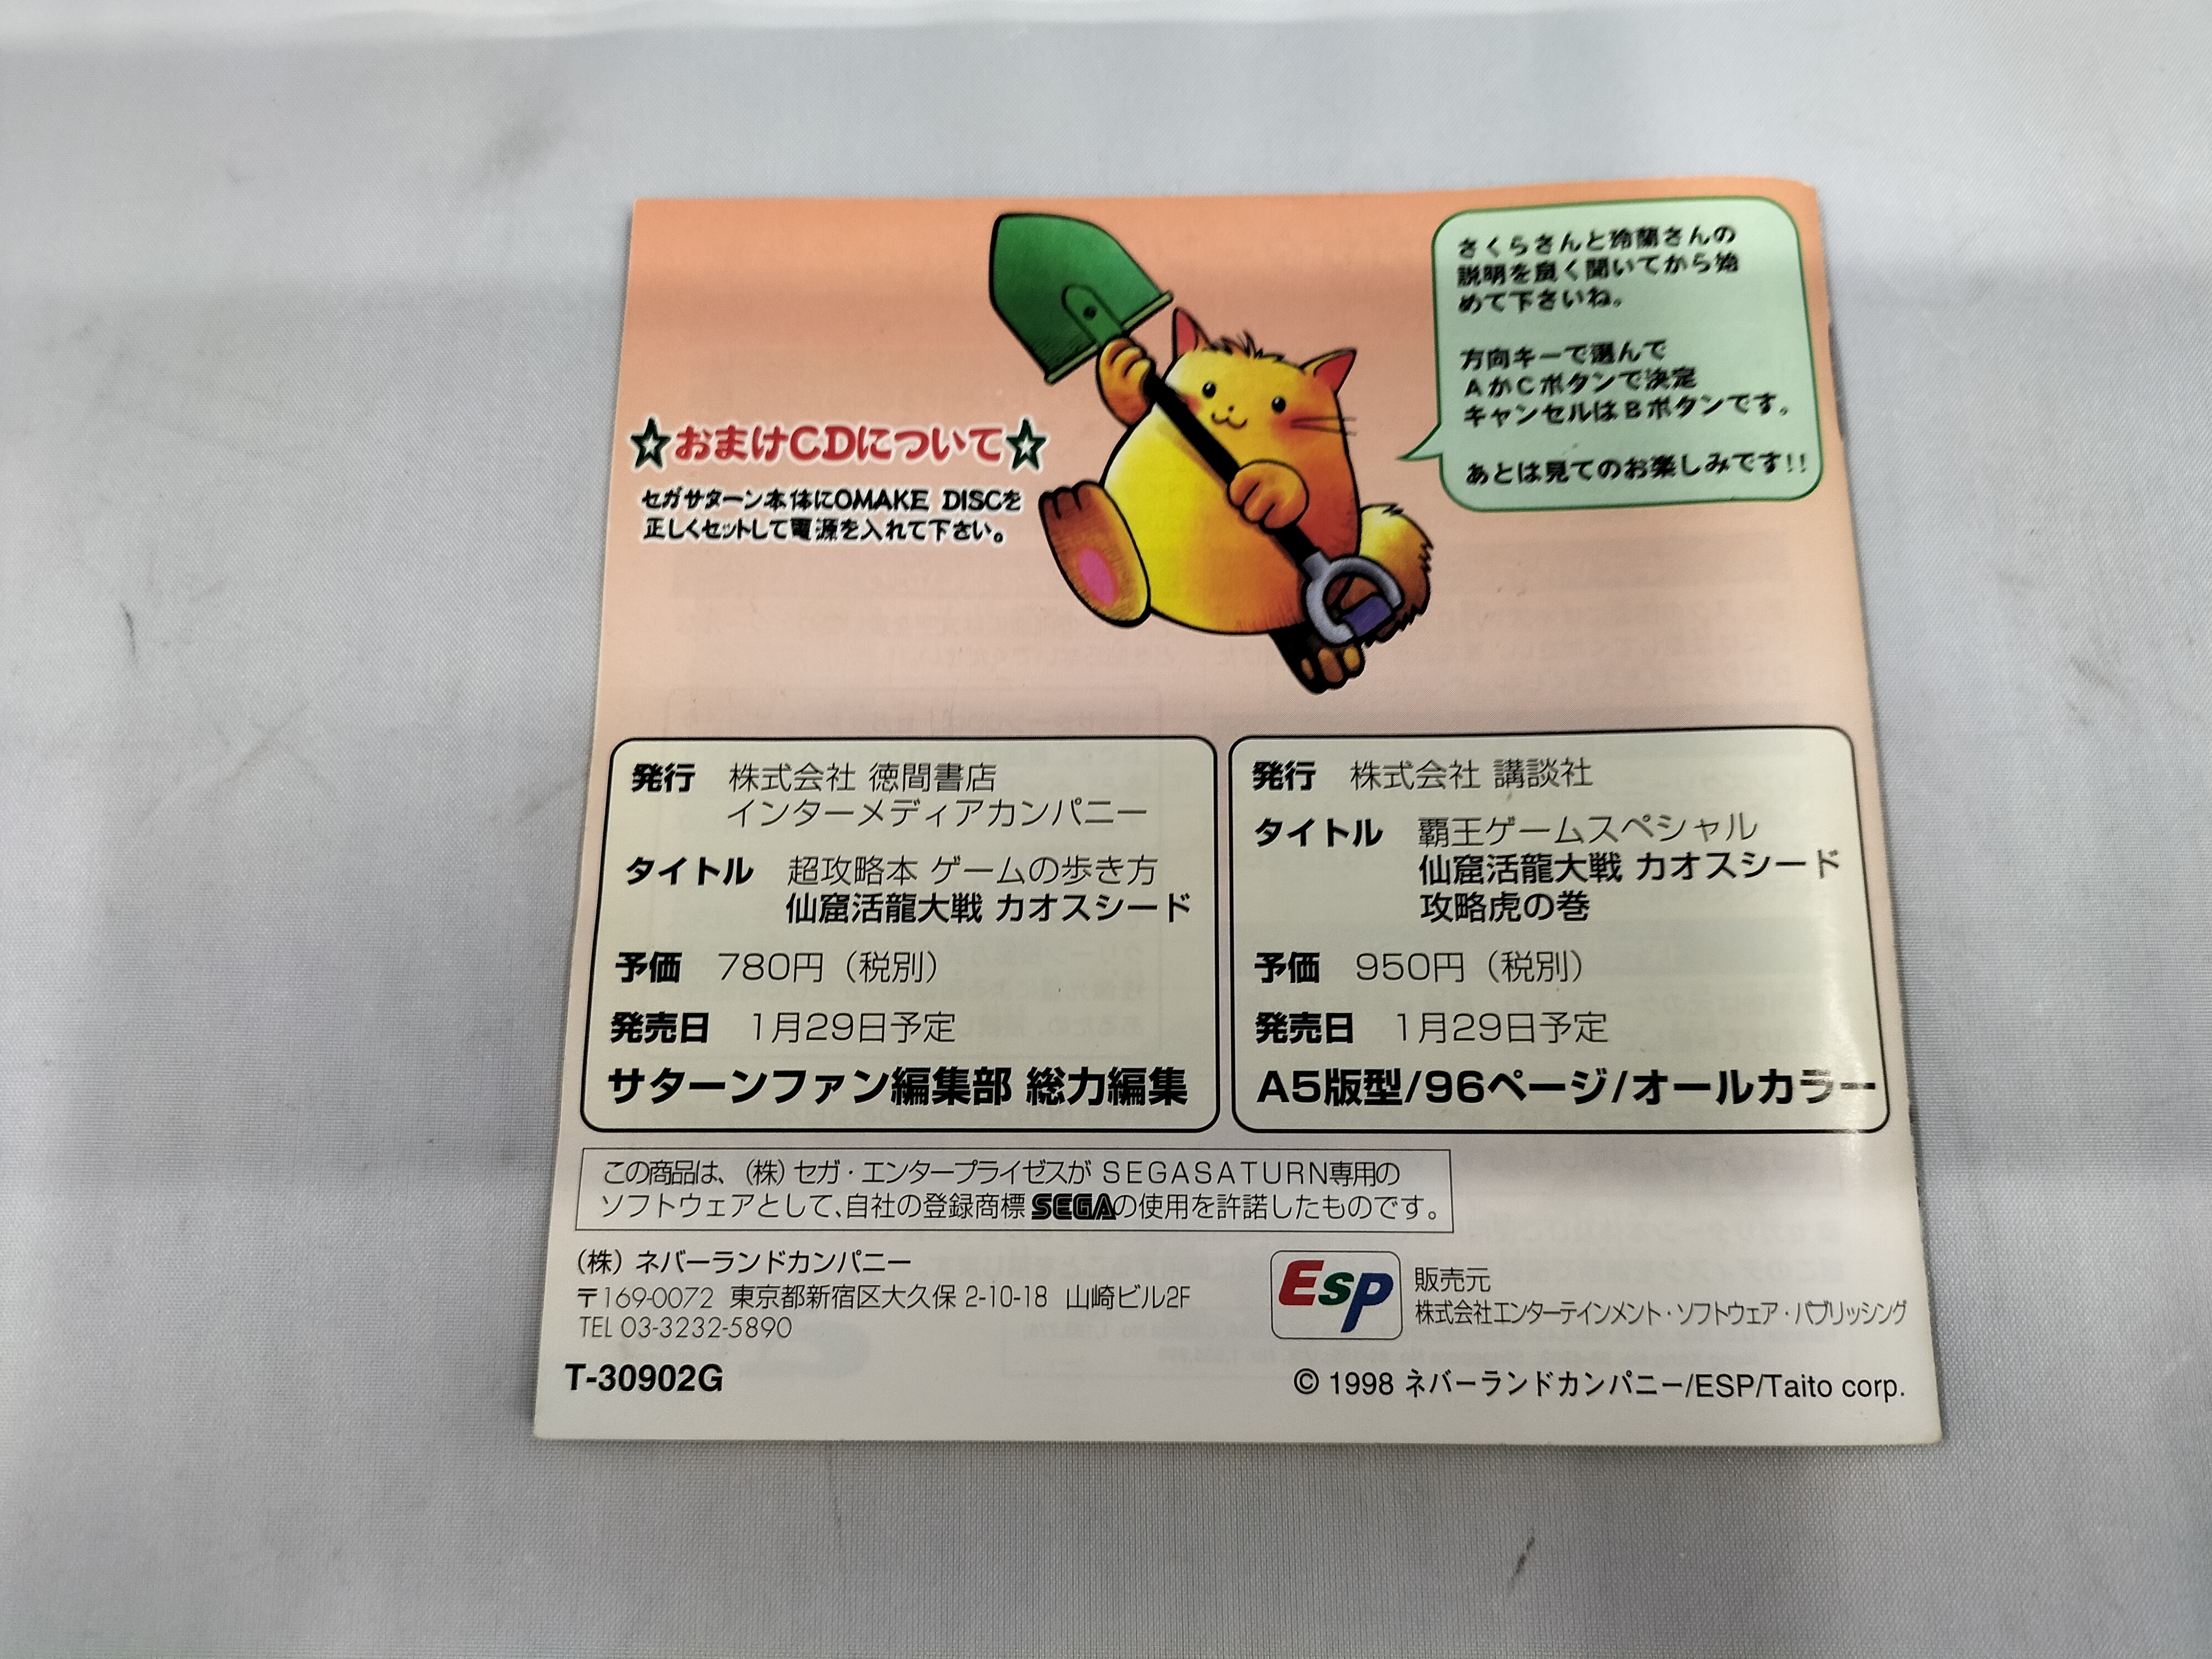 ☆おまけCDについて☆
セガサターン本体にOMAKE DISCを
正しくセットして電源を入れて下さい。
さくらさんと玲蘭さんの
説明を良く聞いてから始
めて下さいね。
方向キーで選んで
AかCボタンで決定
キャンセルはBボタンです。
あとは見てのお楽しみです!!
発行 株式会社 徳間書店
インターメディアカンパニー
タイトル 超攻略本 ゲームの歩き方
仙窟活龍大戦 カオスシード
予価 780円（税別）
発売日 1月29日予定
サターンファン編集部 総力編集
発行 株式会社 講談社
タイトル 覇王ゲームスペシャル
仙窟活龍大戦 カオスシード
攻略虎の巻
予価 950円（税別）
発売日 1月29日予定
A5版型/96ページ/オールカラー
この商品は、（株）セガ・エンタープライゼスが SEGASATURN専用の
ソフトウェアとして、自社の登録商標 SEGAの使用を許諾したものです。
（株）ネバーランドカンパニー
〒169-0072 東京都新宿区大久保 2-10-18 山崎ビル2F
TEL 03-3232-5890
T-30902G
ESP 販売元
株式会社エンターテインメント・ソフトウェア・パブリッシング
© 1998 ネバーランドカンパニー/ESP/Taito corp.